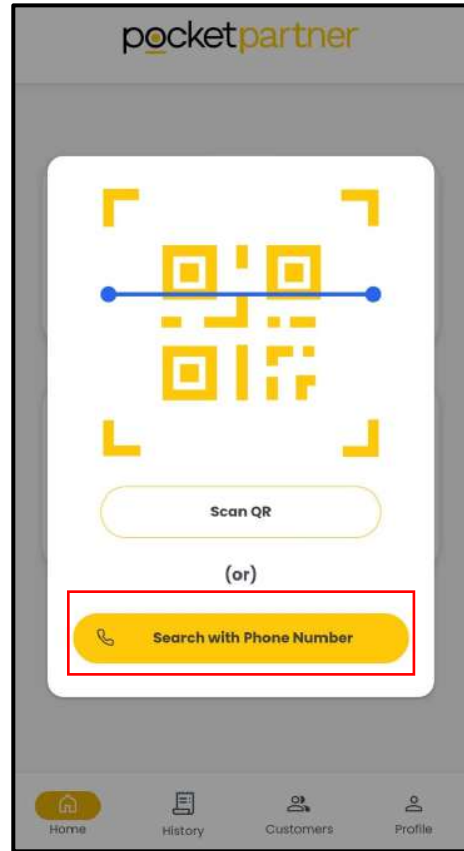 pocketpartner
Scan QR
(or)
Search with Phone Number
Home History Customers Profile